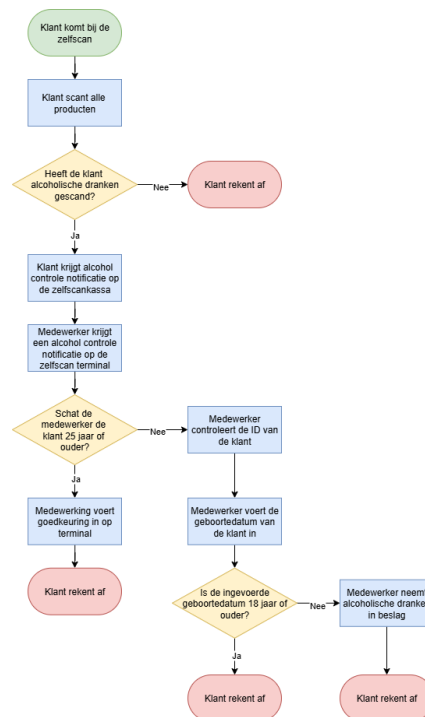 Klant komt bij de
zelfscan
Klant scant alle
producten
Heeft de klant
alcoholische dranken
gescand?
Nee
Klant rekent af
Ja
Klant krijgt alcohol
controle notificatie op
de zelfscankassa
Medewerker krijgt
een alcohol controle
notificatie op de
zelfscan terminal
Schat de
medewerker de
klant 25 jaar of
ouder?
Nee
Medewerker
controleert de ID van
de klant
Ja
Medewerking voert
goedkeuring in op
terminal
Medewerker voert de
geboortedatum van
de klant in
Klant rekent af
Is de ingevoerde
geboortedatum 18 jaar of
ouder?
Nee
Medewerker neemt
alcoholische dranken
in beslag
Ja
Klant rekent af
Klant rekent af